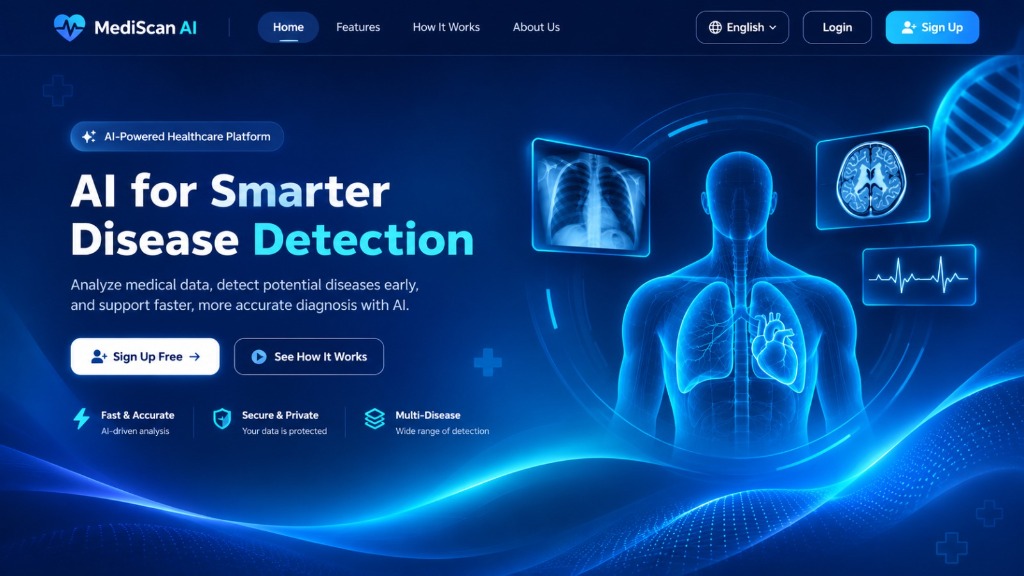 MediScan AI
Home
Features
How It Works
About Us
English
Login
Sign Up
AI-Powered Healthcare Platform
AI for Smarter
Disease Detection
Analyze medical data, detect potential diseases early,
and support faster, more accurate diagnosis with AI.
Sign Up Free →
See How It Works
Fast & Accurate
AI-driven analysis
Secure & Private
Your data is protected
Multi-Disease
Wide range of detection